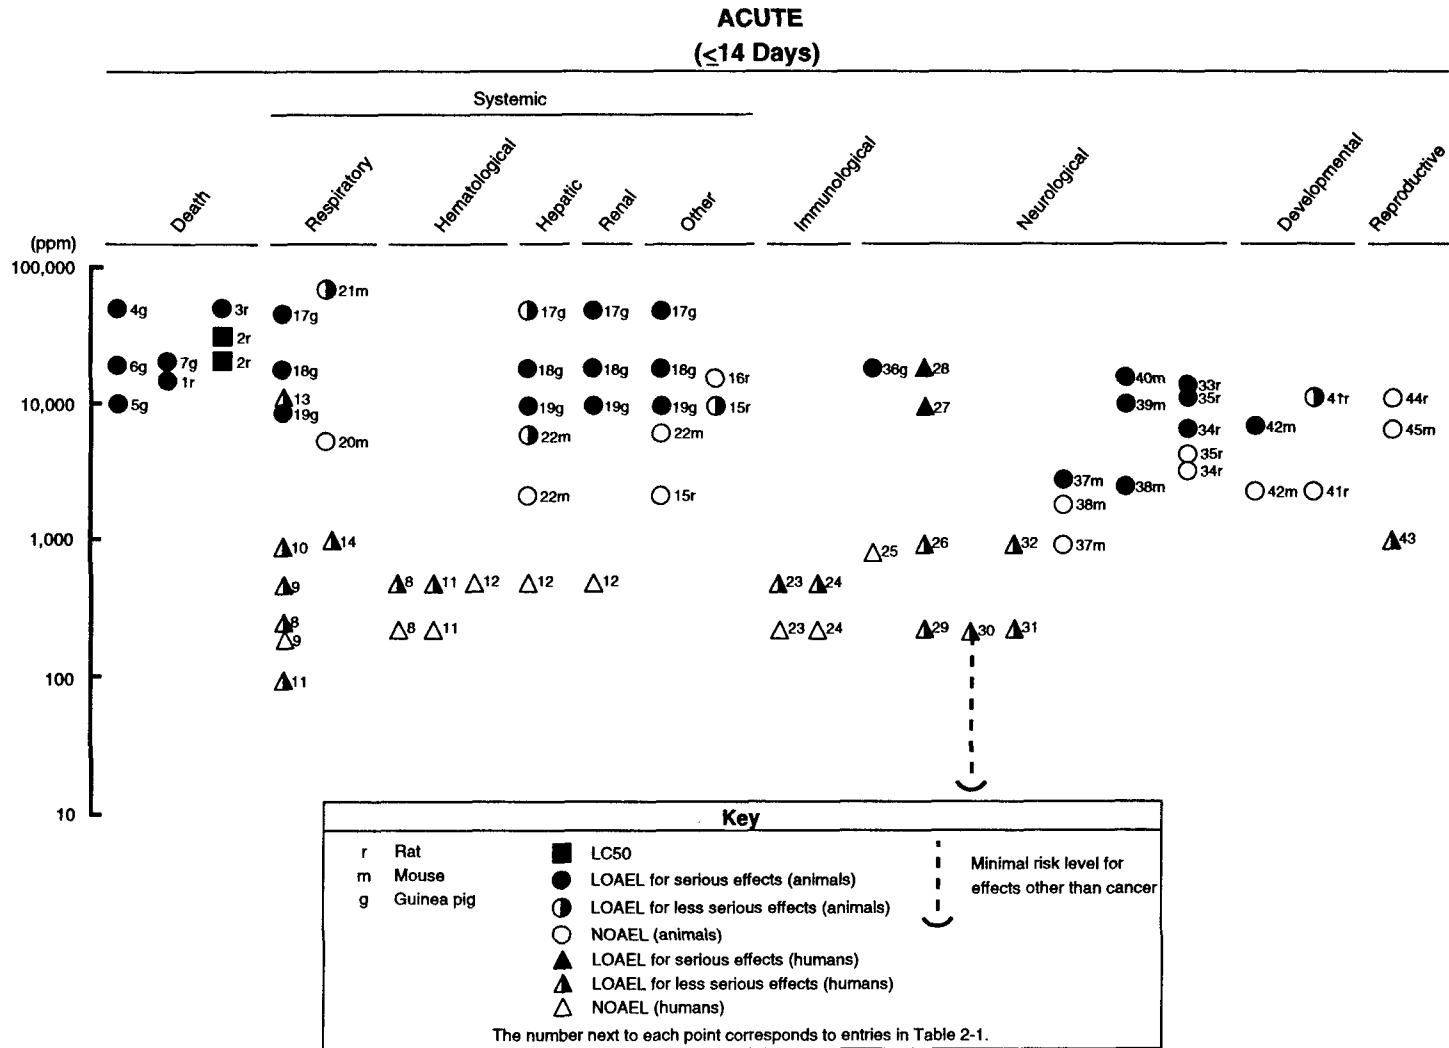 ACUTE
(≤14 Days)
Systemic
Death
Respiratory
Hematological
Hepatic
Renal
Other
Immunological
Neurological
Developmental
Reproductive
(ppm)
100,000
21m
4g 3r 17g 17g 17g 17g
2r
6g 7g 2r 18g 18g 18g 18g 16r 36g 28 40m
1r 33r
13 35r 41r 44r
10,000 5g 19g 19g 19g 19g 15r 27 39m
20m 22m 22m 34r 42m 45m
35r
34r
37m 38m
22m 15r 38m 42m 41r
1,000 10 14 25 26 32 37m 43
9 8 11 12 12 12 23 24
8
9 8 11 23 24 29 30 31
100 11
10
Key
r Rat
m Mouse
g Guinea pig
LC50
LOAEL for serious effects (animals)
LOAEL for less serious effects (animals)
NOAEL (animals)
LOAEL for serious effects (humans)
LOAEL for less serious effects (humans)
NOAEL (humans)
Minimal risk level for
effects other than cancer
The number next to each point corresponds to entries in Table 2-1.